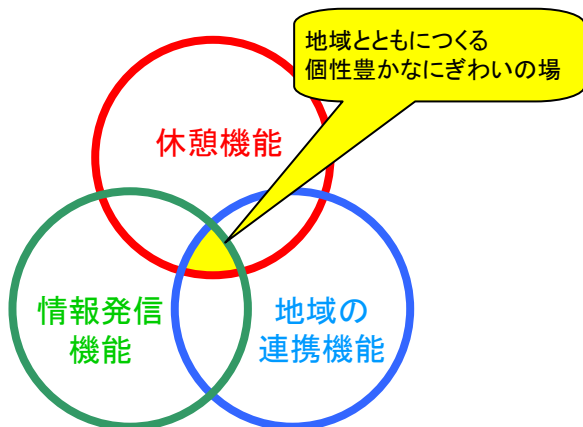 地域とともにつくる
個性豊かなにぎわいの場
休憩機能
情報発信
機能
地域の
連携機能